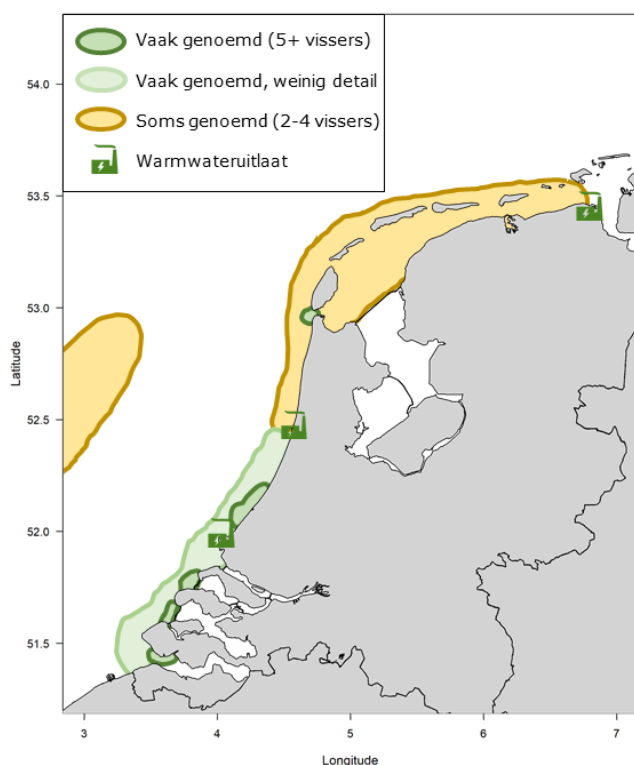 Vaak genoemd (5+ vissers)
Vaak genoemd, weinig detail
Soms genoemd (2-4 vissers)
Warmwateruitlaat
54.0
53.5
53.0
52.5
52.0
51.5
Latitude
3 4 5 6 7
Longitude